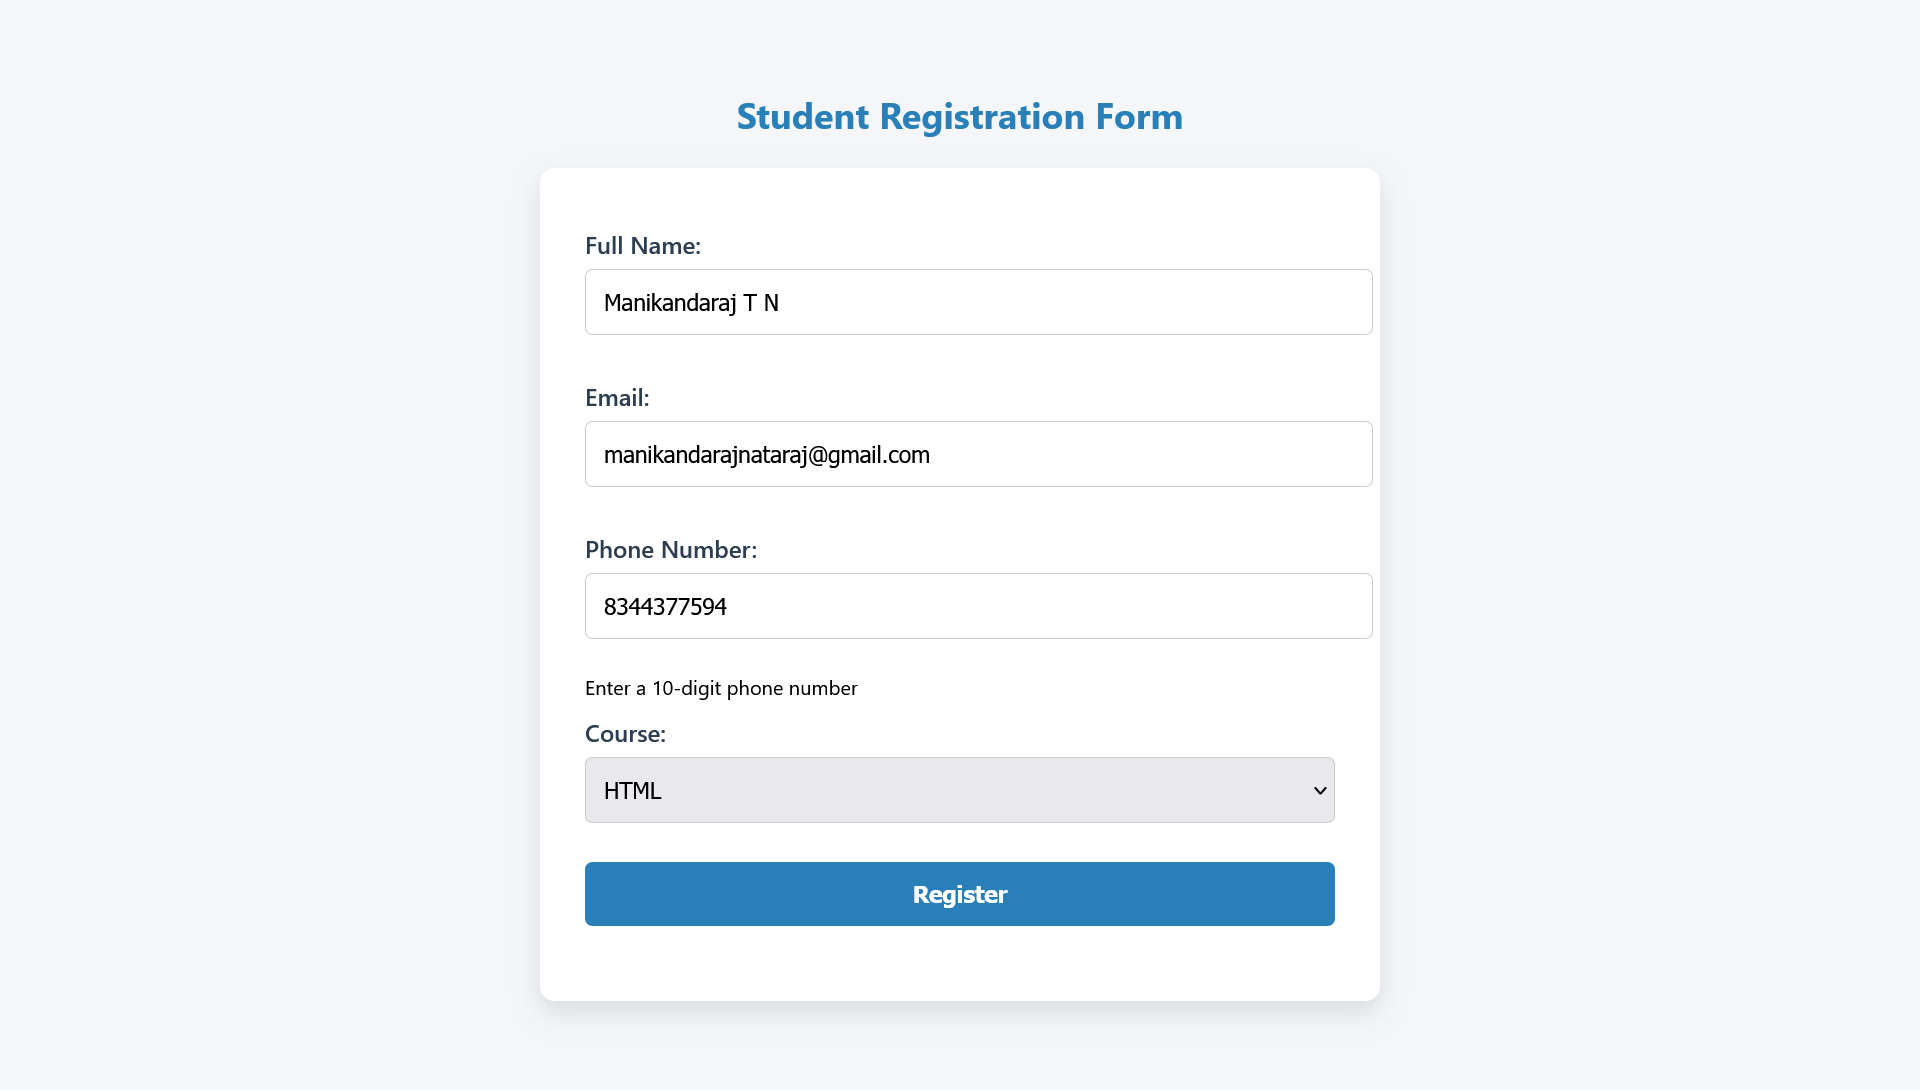 Student Registration Form
Full Name:
Manikandaraj T N
Email:
manikandarajnataraj@gmail.com
Phone Number:
8344377594
Enter a 10-digit phone number
Course:
HTML
Register